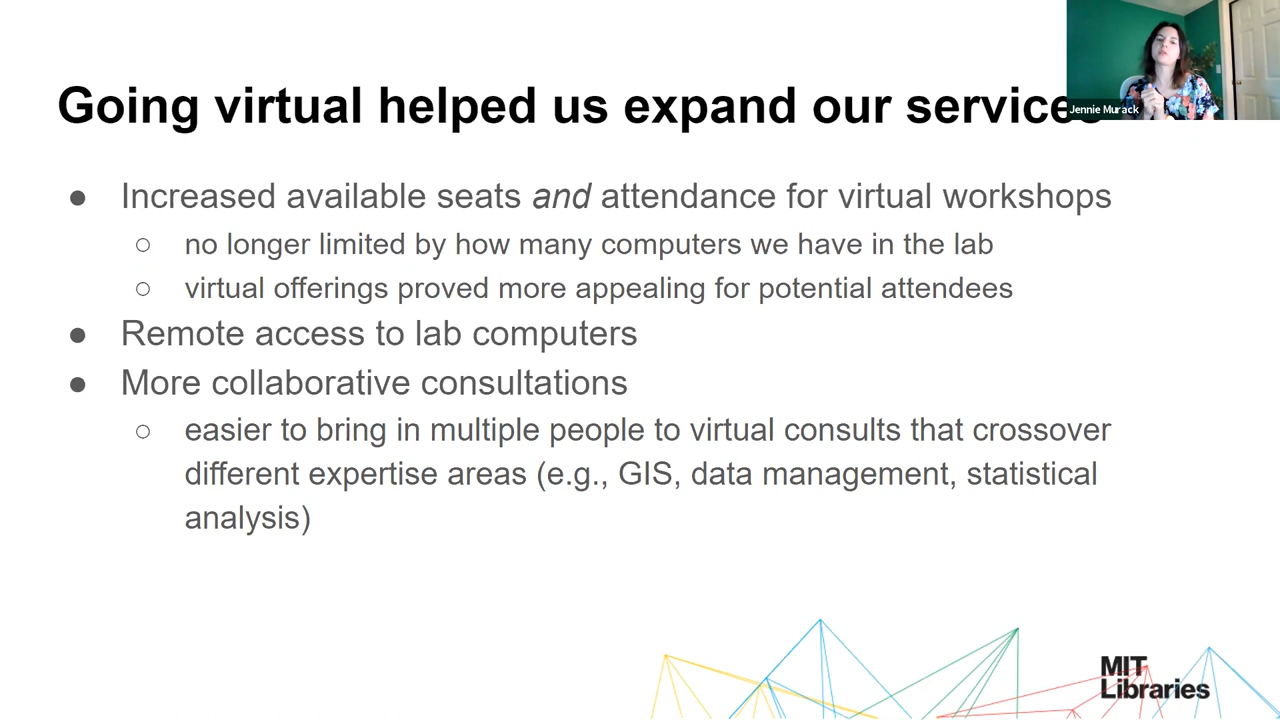 Going virtual helped us expand our services
Jennie Murack
● Increased available seats and attendance for virtual workshops
○ no longer limited by how many computers we have in the lab
○ virtual offerings proved more appealing for potential attendees
● Remote access to lab computers
● More collaborative consultations
○ easier to bring in multiple people to virtual consults that crossover
different expertise areas (e.g., GIS, data management, statistical
analysis)
MIT
Libraries